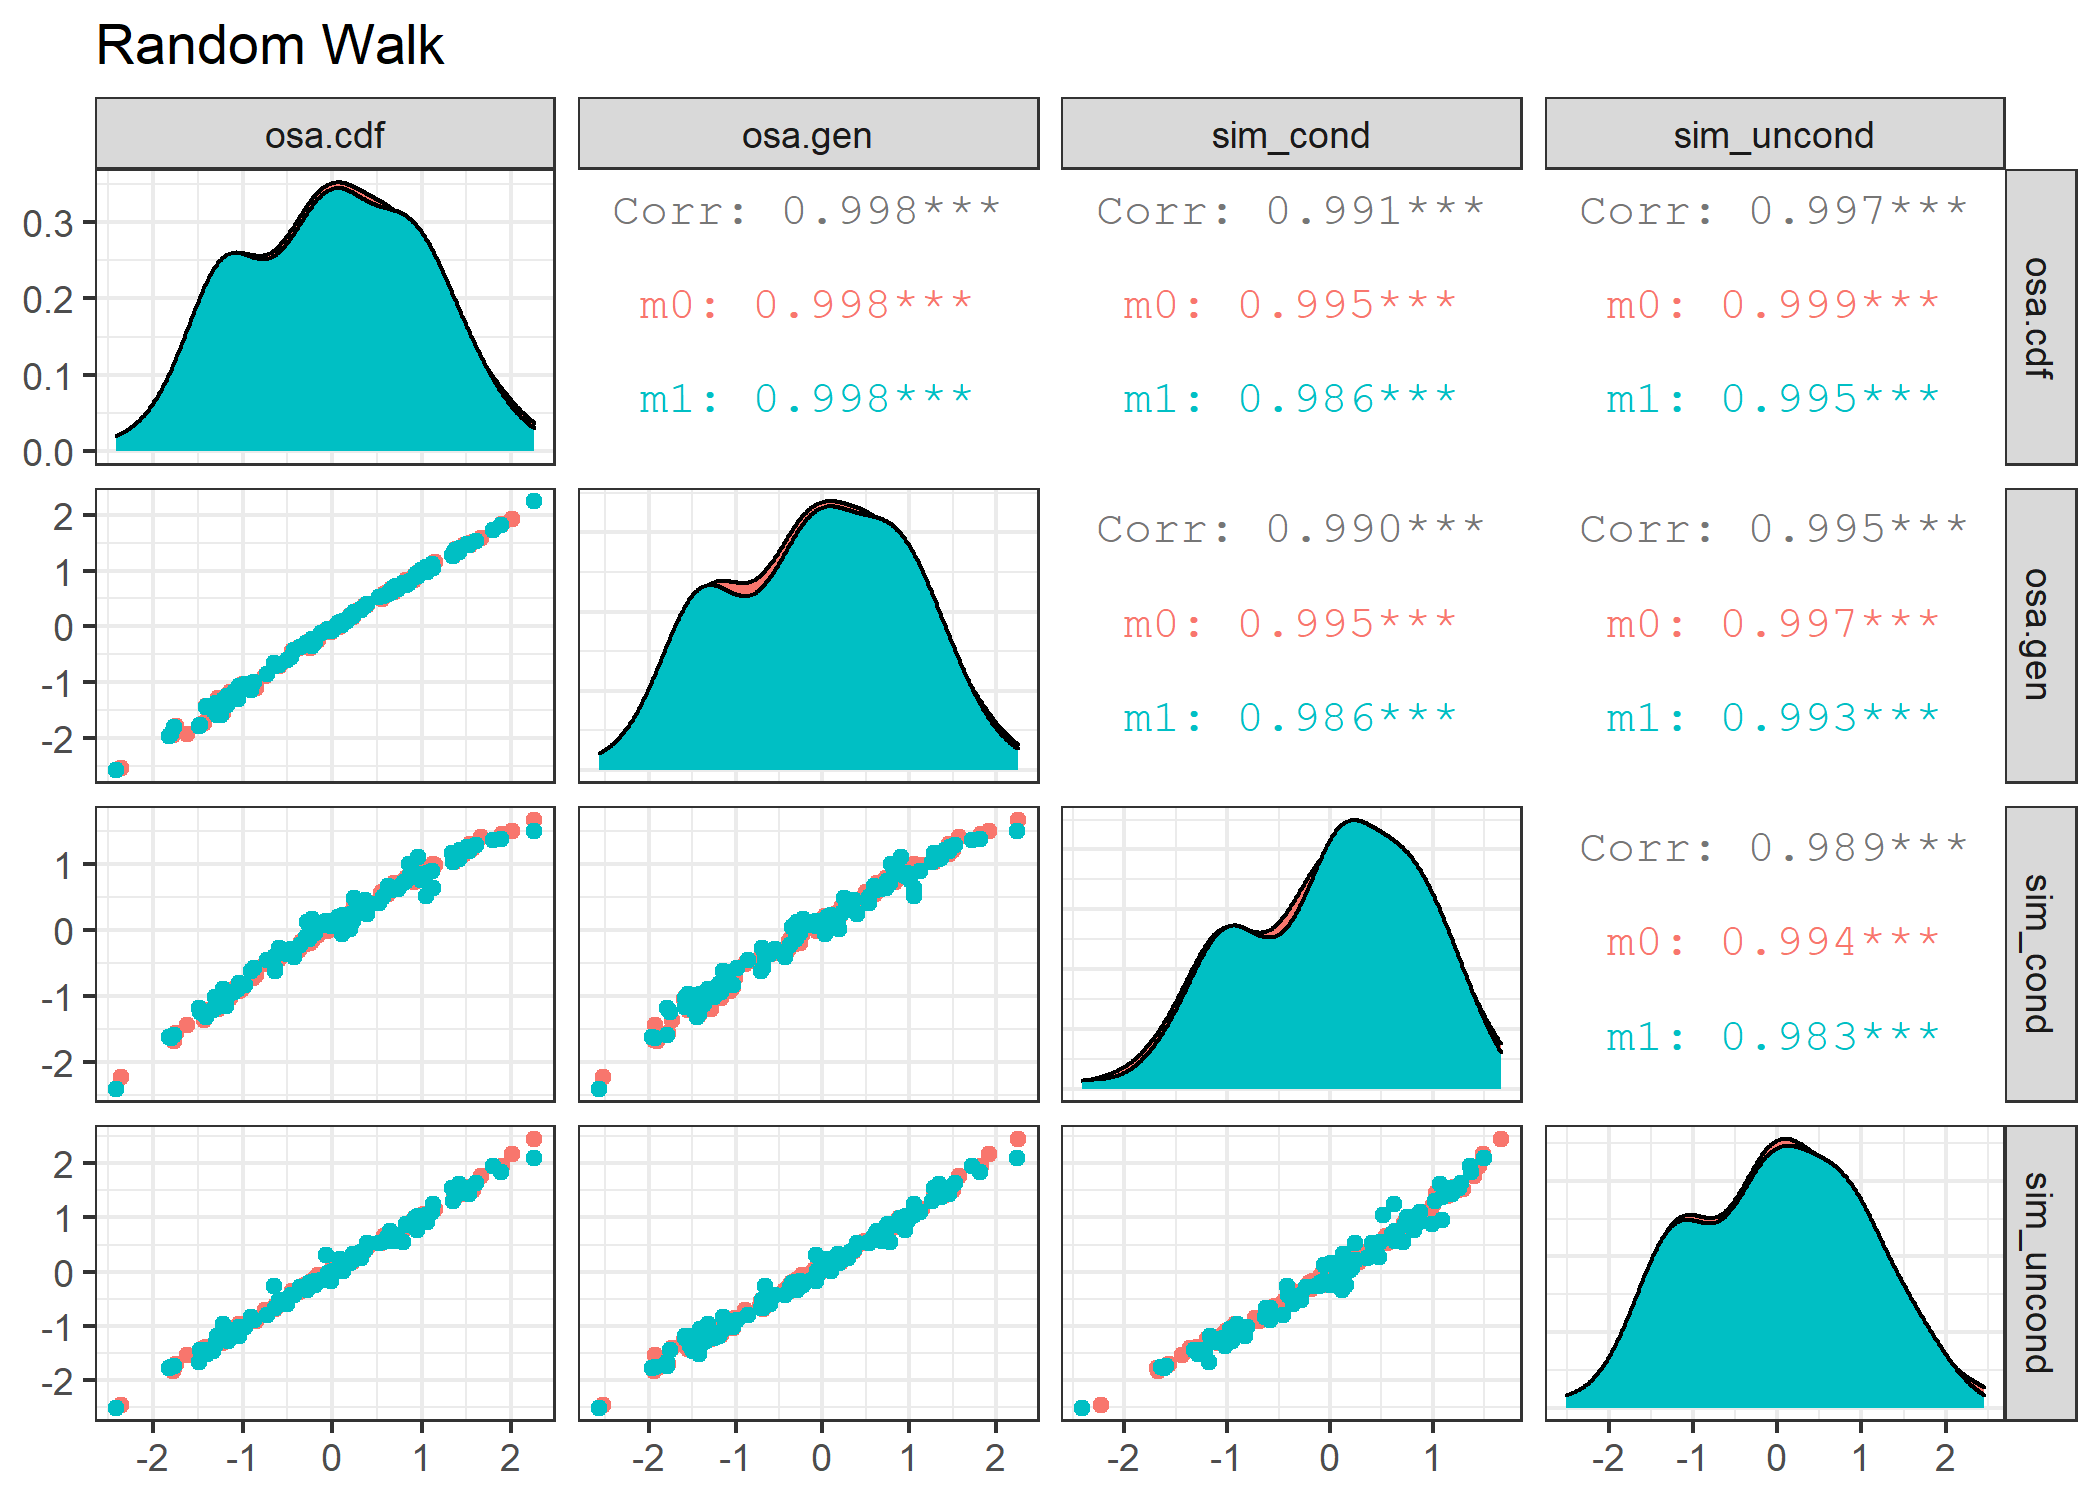 Random Walk
osa.cdf osa.gen sim_cond sim_uncond
Corr: 0.998*** Corr: 0.991*** Corr: 0.997***
m0: 0.998*** m0: 0.995*** m0: 0.999***
m1: 0.998*** m1: 0.986*** m1: 0.995***
osa.cdf
0.3
0.2
0.1
0.0
Corr: 0.990*** Corr: 0.995***
m0: 0.995*** m0: 0.997***
m1: 0.986*** m1: 0.993***
osa.gen
2
1
0
-1
-2
Corr: 0.989***
m0: 0.994***
m1: 0.983***
sim_cond
1
0
-1
-2
sim_uncond
2
1
0
-1
-2
-2 -1 0 1 2 -2 -1 0 1 2 -2 -1 0 1 -2 -1 0 1 2